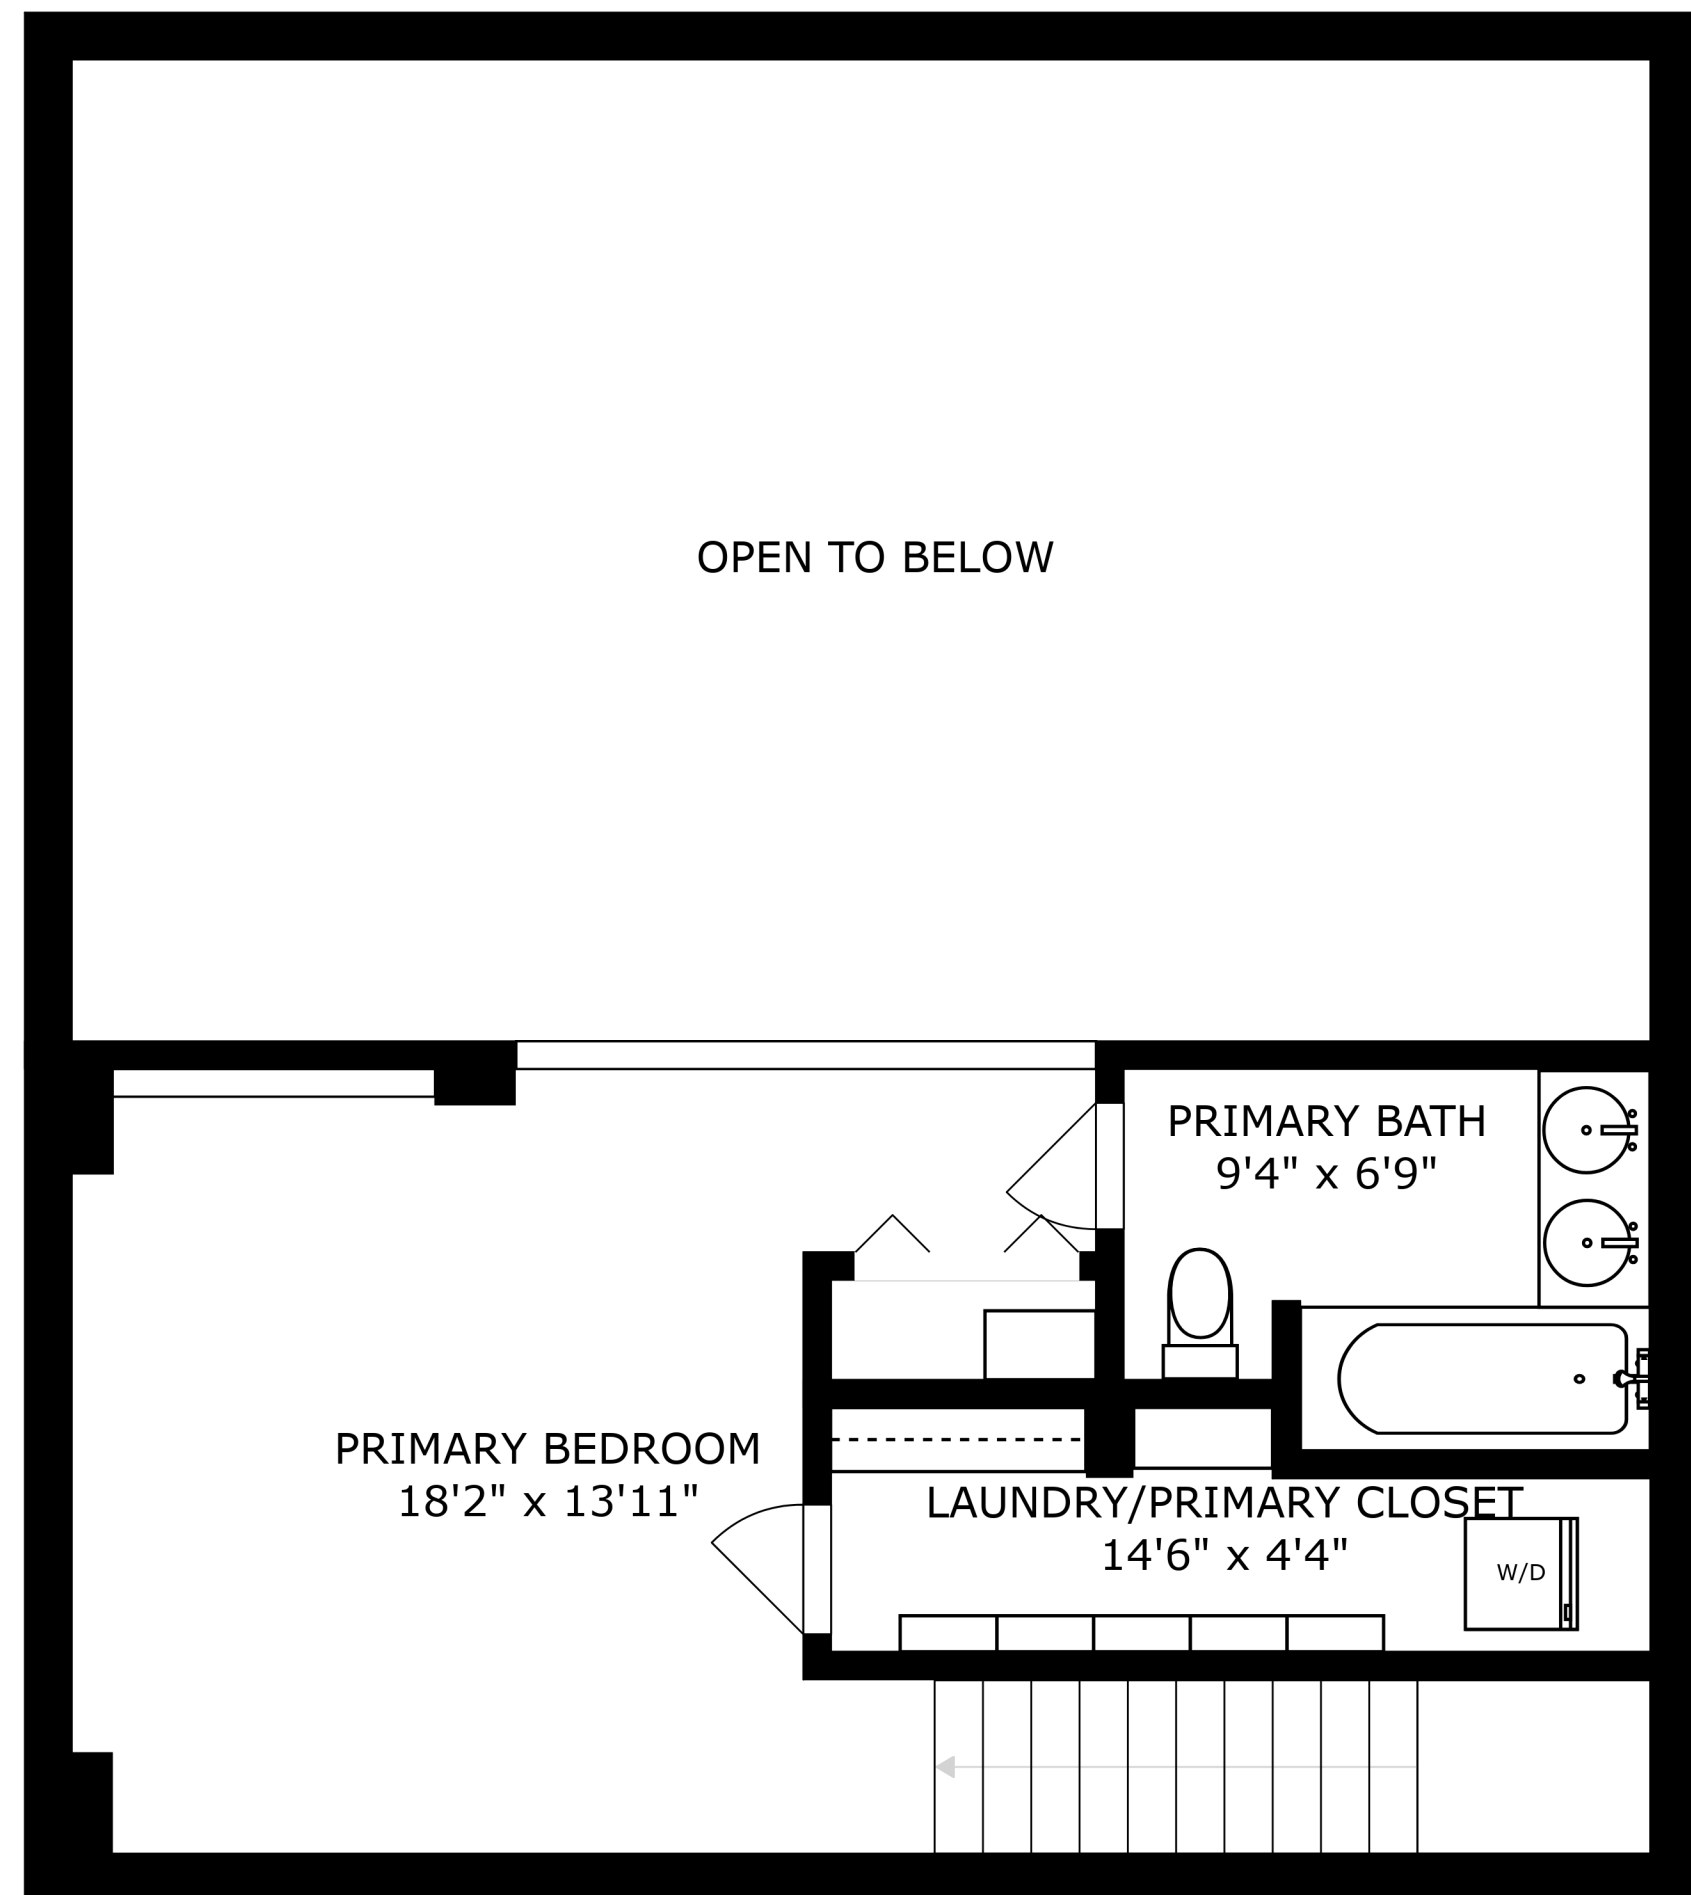 OPEN TO BELOW
PRIMARY BATH
9'4" x 6'9"
PRIMARY BEDROOM
18'2" x 13'11"
LAUNDRY/PRIMARY CLOSET
14'6" x 4'4"
W/D